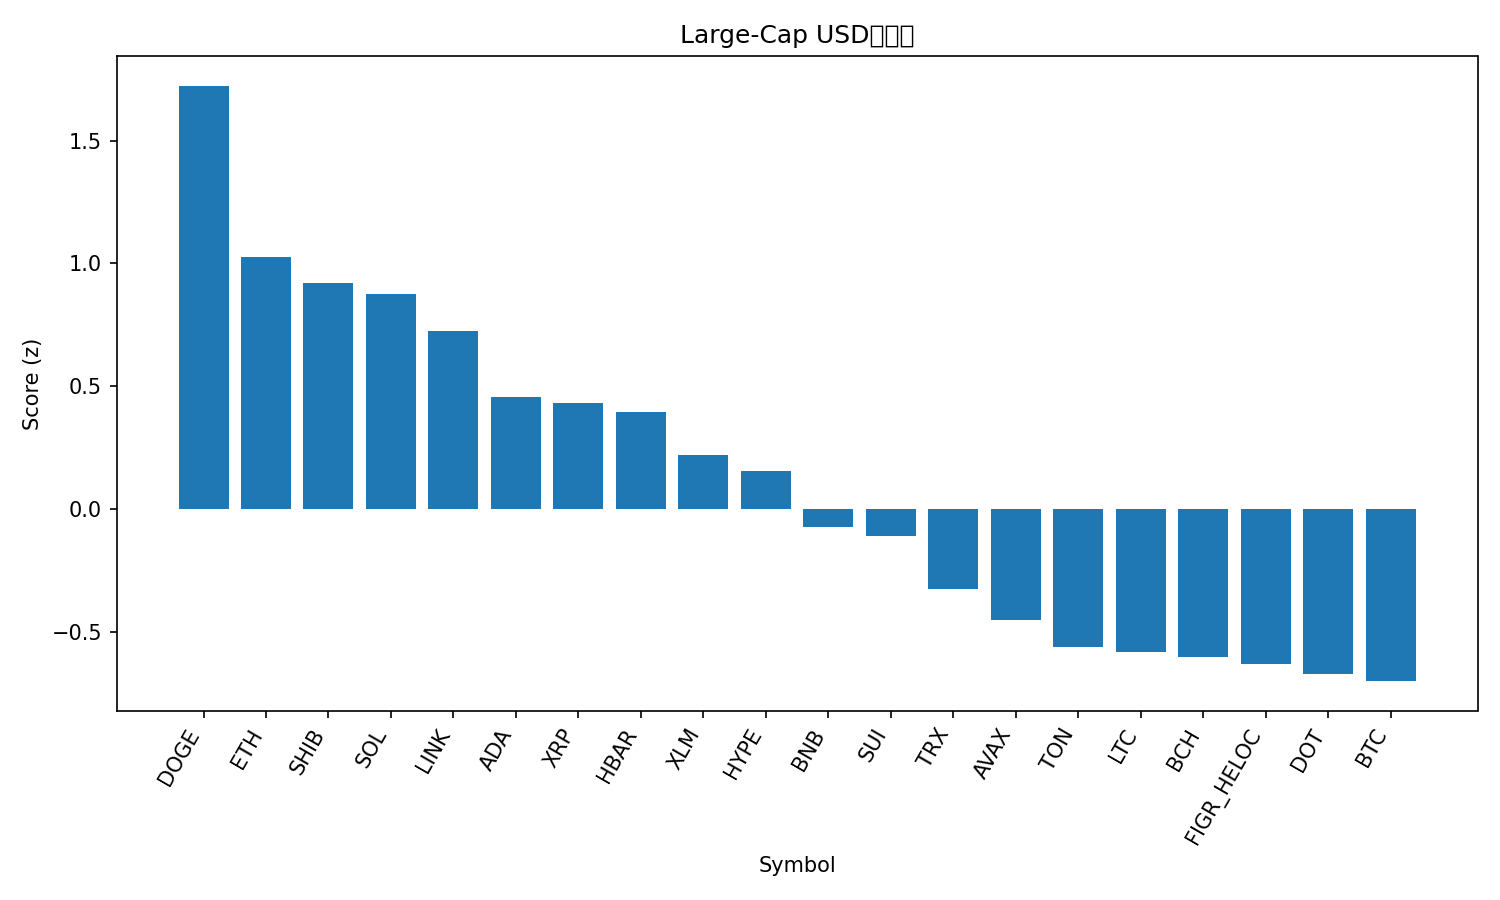 Large-Cap USD
Score (z)
1.5
1.0
0.5
0.0
−0.5
DOGE
ETH
SHIB
SOL
LINK
ADA
XRP
HBAR
XLM
HYPE
BNB
SUI
TRX
AVAX
TON
LTC
BCH
FIGR_HELOC
DOT
BTC
Symbol